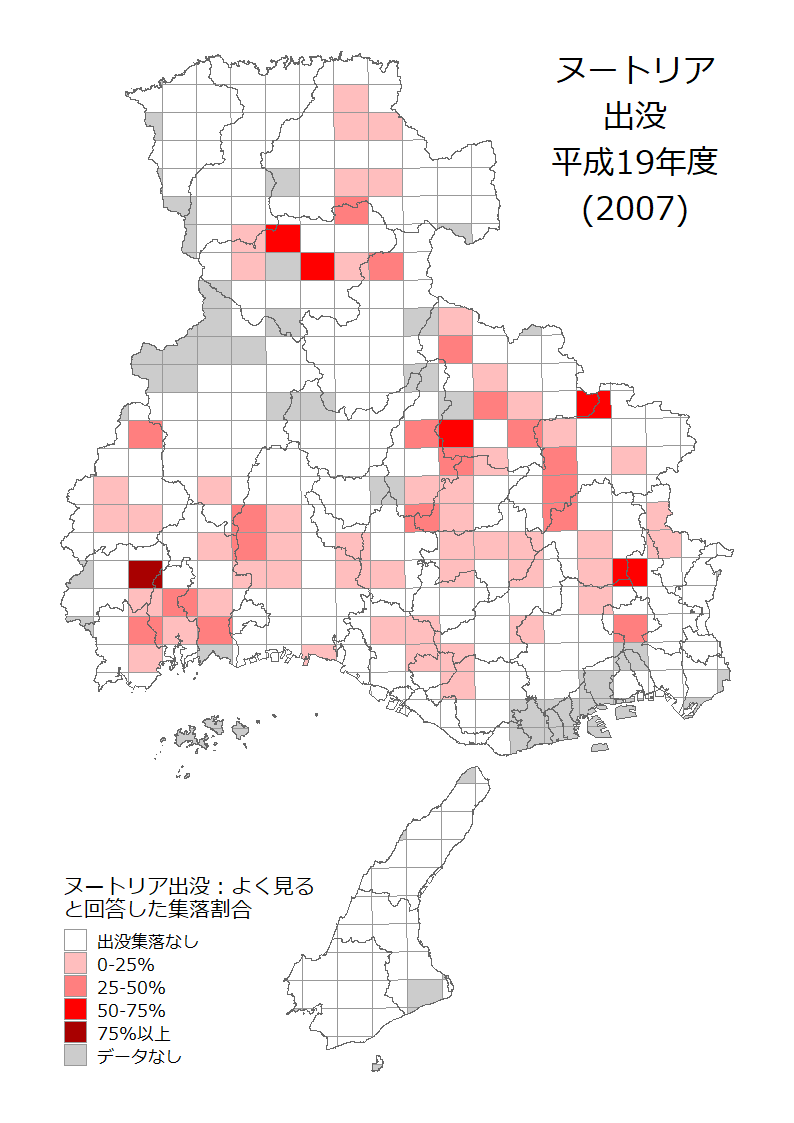 ヌートリア
出没
平成19年度
(2007)
ヌートリア出没：よく見る
と回答した集落割合
出没集落なし
0-25%
25-50%
50-75%
75%以上
データなし